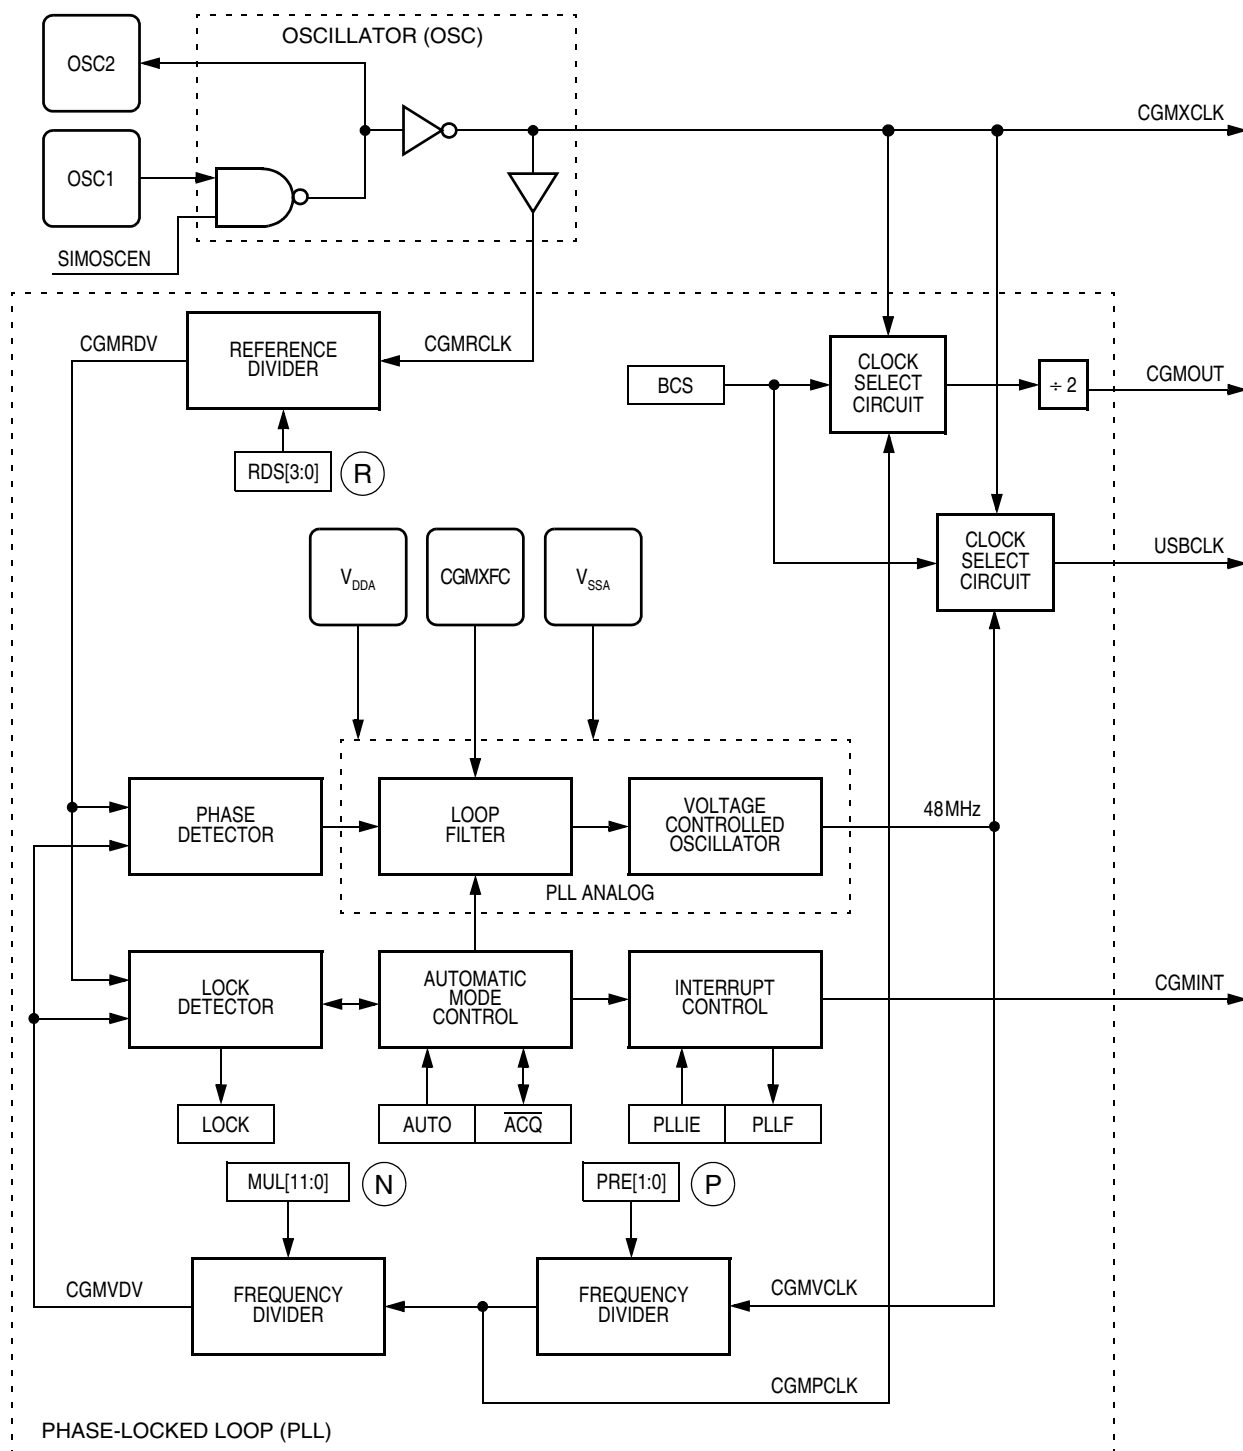 OSCILLATOR (OSC)
OSC2
CGMXCLK
OSC1
SIMOSCEN
CGMRDV
REFERENCE
DIVIDER
CGMRCLK
BCS
CLOCK
SELECT
CIRCUIT
÷ 2
CGMOUT
RDS[3:0]
R
CLOCK
SELECT
CIRCUIT
USBCLK
VDDA
CGMXFC
VSSA
PHASE
DETECTOR
LOOP
FILTER
VOLTAGE
CONTROLLED
OSCILLATOR
48MHz
PLL ANALOG
LOCK
DETECTOR
AUTOMATIC
MODE
CONTROL
INTERRUPT
CONTROL
CGMINT
LOCK
AUTO
A̅C̅Q̅
PLLIE
PLLF
MUL[11:0]
N
PRE[1:0]
P
CGMVDV
FREQUENCY
DIVIDER
FREQUENCY
DIVIDER
CGMVCLK
CGMPCLK
PHASE-LOCKED LOOP (PLL)